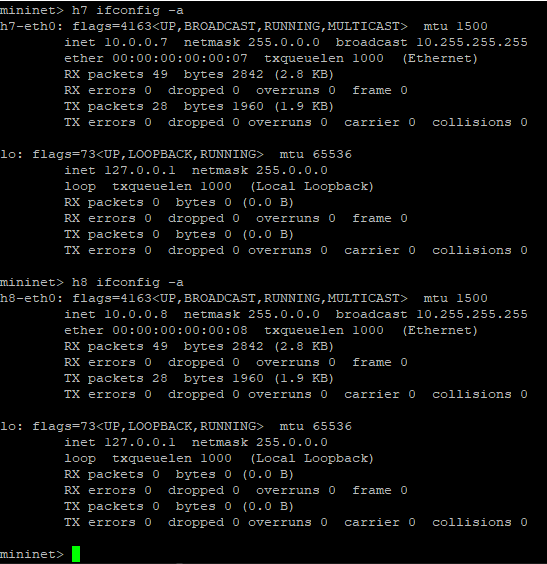 mininet> h7 ifconfig -a
h7-eth0: flags=4163<UP,BROADCAST,RUNNING,MULTICAST>  mtu 1500
        inet 10.0.0.7  netmask 255.0.0.0  broadcast 10.255.255.255
        ether 00:00:00:00:00:07  txqueuelen 1000  (Ethernet)
        RX packets 49  bytes 2842 (2.8 KB)
        RX errors 0  dropped 0  overruns 0  frame 0
        TX packets 28  bytes 1960 (1.9 KB)
        TX errors 0  dropped 0 overruns 0  carrier 0  collisions 0

lo: flags=73<UP,LOOPBACK,RUNNING>  mtu 65536
        inet 127.0.0.1  netmask 255.0.0.0
        loop  txqueuelen 1000  (Local Loopback)
        RX packets 0  bytes 0 (0.0 B)
        RX errors 0  dropped 0  overruns 0  frame 0
        TX packets 0  bytes 0 (0.0 B)
        TX errors 0  dropped 0 overruns 0  carrier 0  collisions 0

mininet> h8 ifconfig -a
h8-eth0: flags=4163<UP,BROADCAST,RUNNING,MULTICAST>  mtu 1500
        inet 10.0.0.8  netmask 255.0.0.0  broadcast 10.255.255.255
        ether 00:00:00:00:00:08  txqueuelen 1000  (Ethernet)
        RX packets 49  bytes 2842 (2.8 KB)
        RX errors 0  dropped 0  overruns 0  frame 0
        TX packets 28  bytes 1960 (1.9 KB)
        TX errors 0  dropped 0 overruns 0  carrier 0  collisions 0

lo: flags=73<UP,LOOPBACK,RUNNING>  mtu 65536
        inet 127.0.0.1  netmask 255.0.0.0
        loop  txqueuelen 1000  (Local Loopback)
        RX packets 0  bytes 0 (0.0 B)
        RX errors 0  dropped 0  overruns 0  frame 0
        TX packets 0  bytes 0 (0.0 B)
        TX errors 0  dropped 0 overruns 0  carrier 0  collisions 0

mininet>